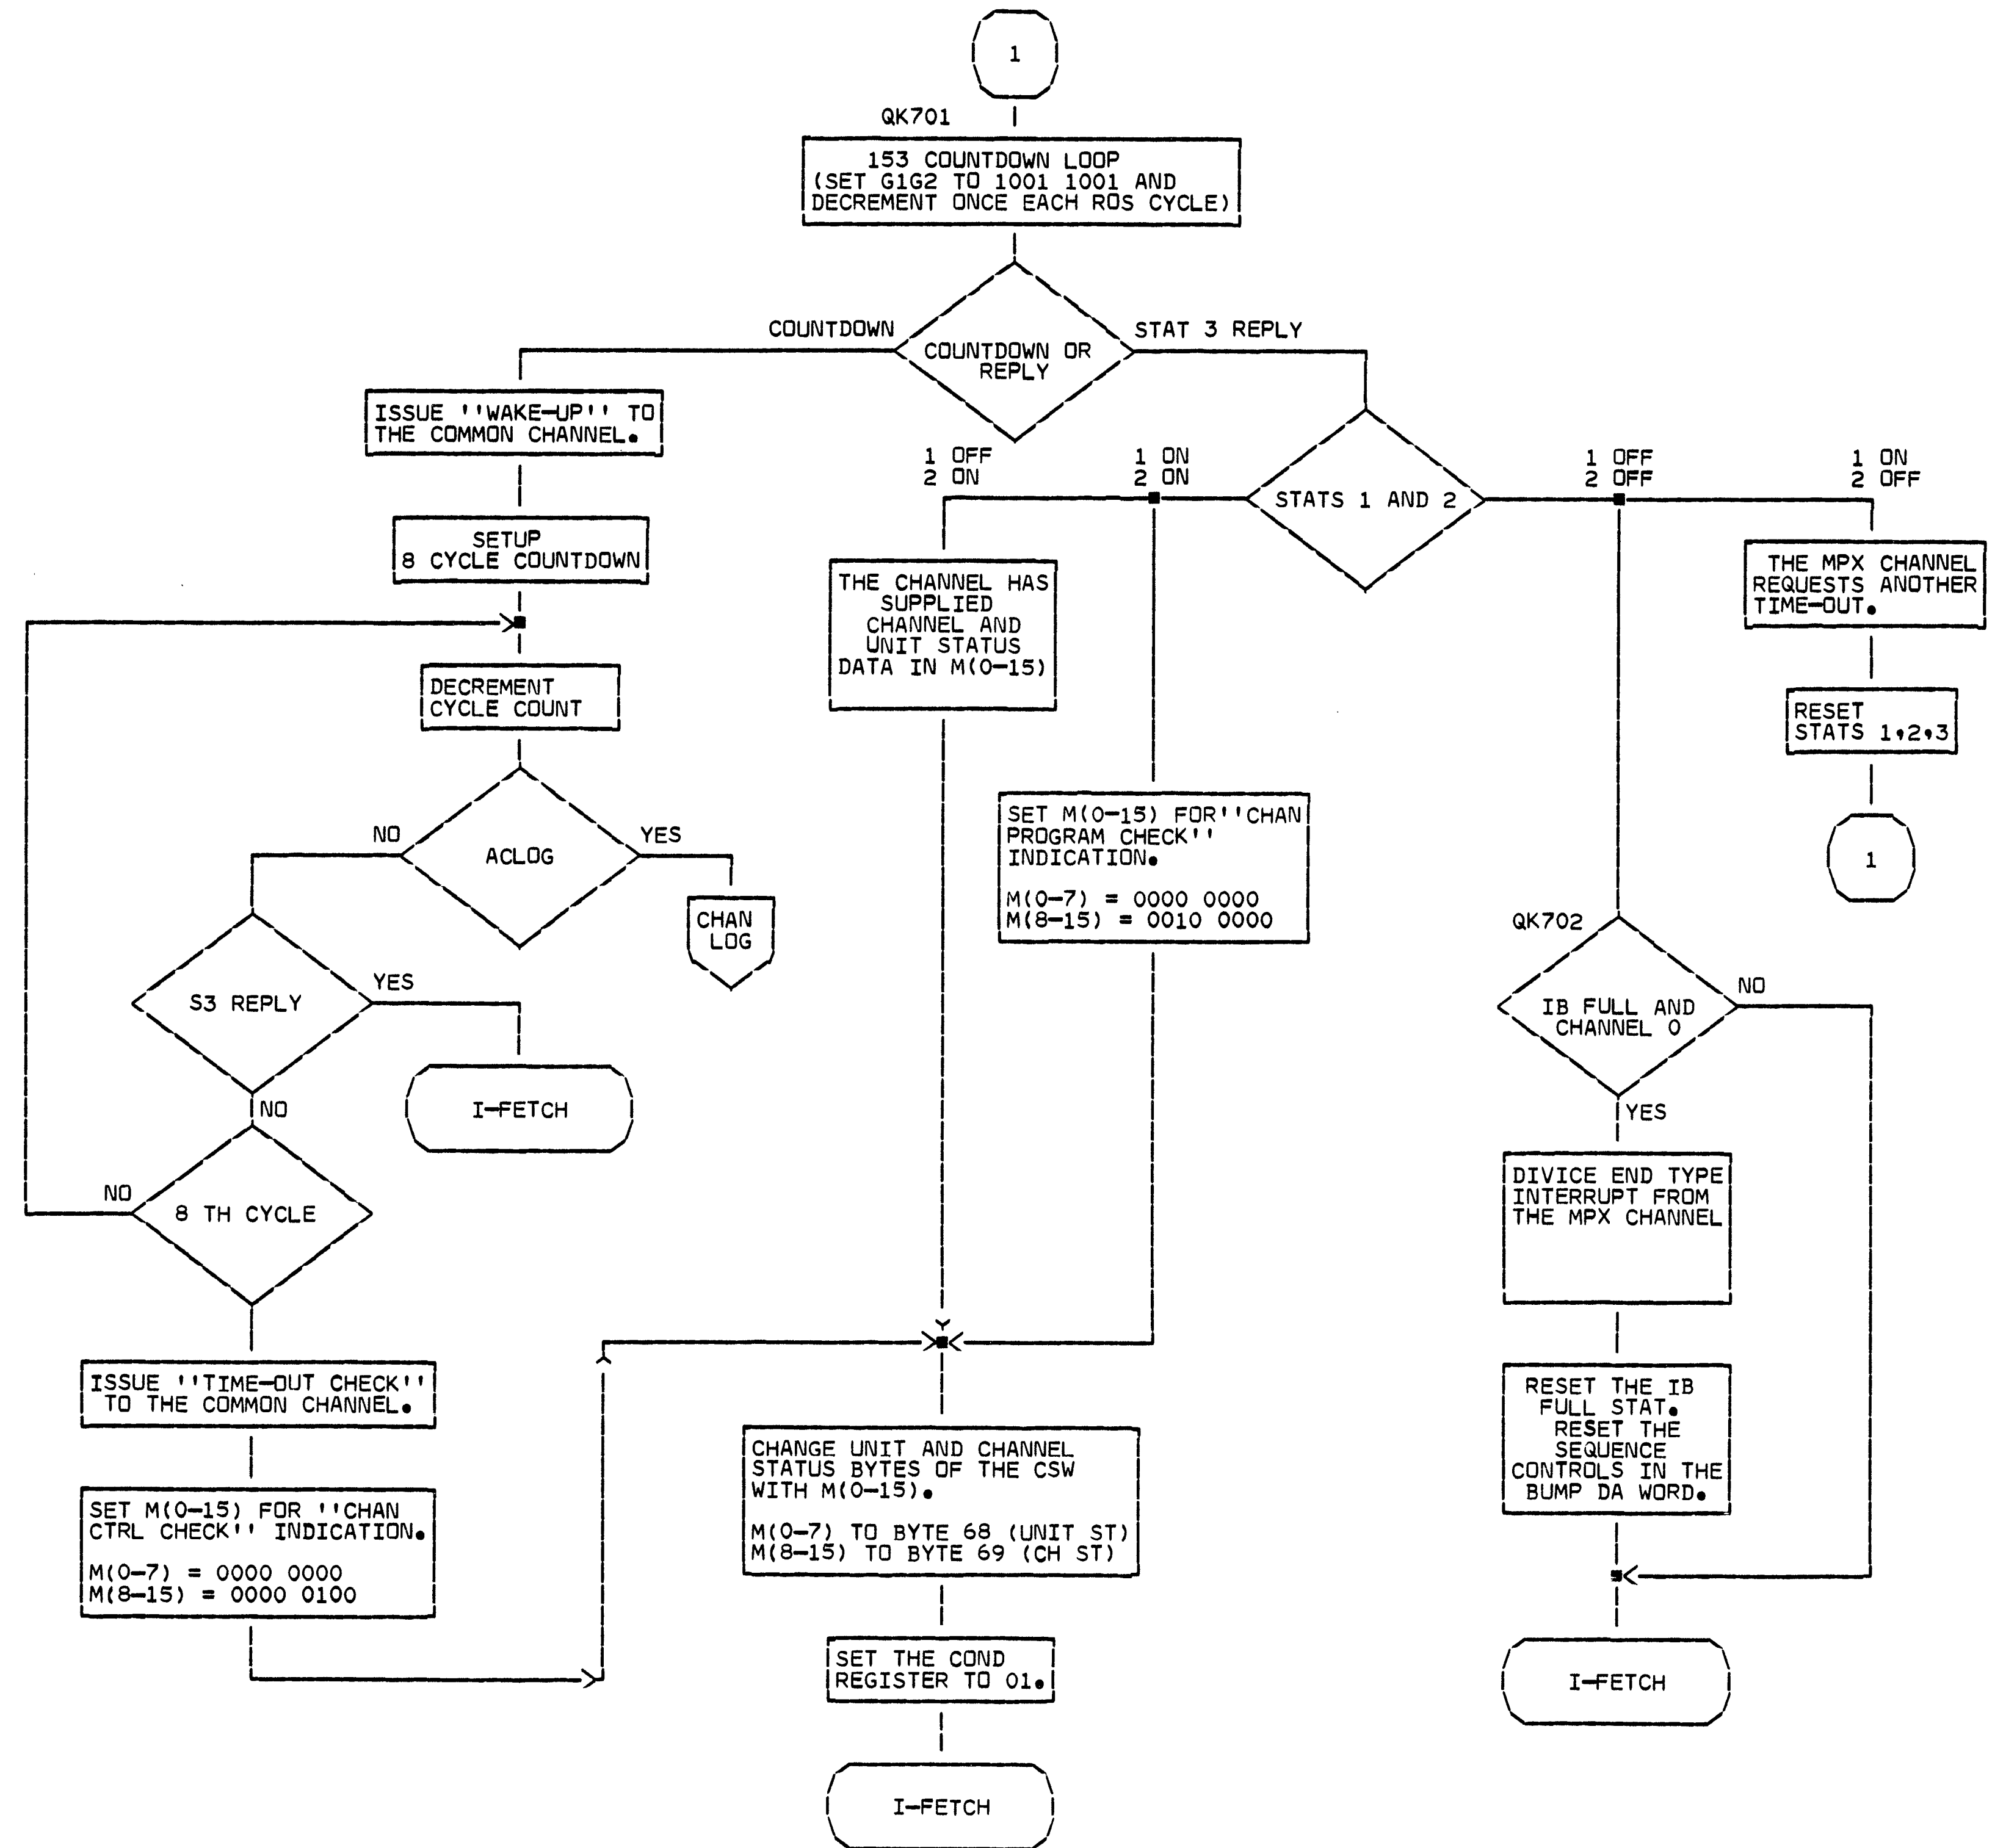 1
QK701
153 COUNTDOWN LOOP
(SET G1G2 TO 1001 1001 AND
DECREMENT ONCE EACH ROS CYCLE)
COUNTDOWN
COUNTDOWN OR
REPLY
STAT 3 REPLY
ISSUE ''WAKE-UP'' TO
THE COMMON CHANNEL.
SETUP
8 CYCLE COUNTDOWN
DECREMENT
CYCLE COUNT
NO
ACLOG
YES
CHAN
LOG
S3 REPLY
YES
I-FETCH
NO
NO
8 TH CYCLE
ISSUE ''TIME-OUT CHECK''
TO THE COMMON CHANNEL.
SET M(0-15) FOR ''CHAN
CTRL CHECK'' INDICATION.
M(0-7) = 0000 0000
M(8-15) = 0000 0100
STATS 1 AND 2
1 OFF
2 ON
1 ON
2 ON
1 OFF
2 OFF
1 ON
2 OFF
THE CHANNEL HAS
SUPPLIED
CHANNEL AND
UNIT STATUS
DATA IN M(0-15)
SET M(0-15) FOR''CHAN
PROGRAM CHECK''
INDICATION.
M(0-7) = 0000 0000
M(8-15) = 0010 0000
CHANGE UNIT AND CHANNEL
STATUS BYTES OF THE CSW
WITH M(0-15).
M(0-7) TO BYTE 68 (UNIT ST)
M(8-15) TO BYTE 69 (CH ST)
SET THE COND
REGISTER TO 01.
I-FETCH
THE MPX CHANNEL
REQUESTS ANOTHER
TIME-OUT.
RESET
STATS 1,2,3
1
QK702
IB FULL AND
CHANNEL 0
NO
YES
DIVICE END TYPE
INTERRUPT FROM
THE MPX CHANNEL
RESET THE IB
FULL STAT.
RESET THE
SEQUENCE
CONTROLS IN THE
BUMP DA WORD.
I-FETCH